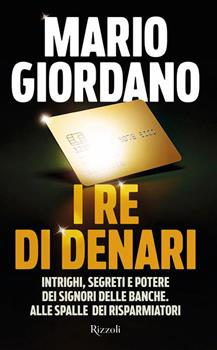 MARIO
GIORDANO
I RE
DI DENARI
INTRIGHI, SEGRETI E POTERE
DEI SIGNORI DELLE BANCHE.
ALLE SPALLE DEI RISPARMIATORI
Rizzoli